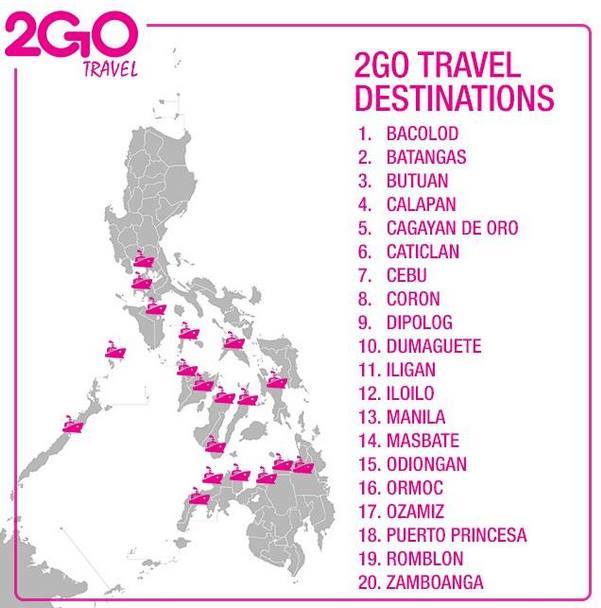 2GO
TRAVEL
2GO TRAVEL
DESTINATIONS
1. BACOLOD
2. BATANGAS
3. BUTUAN
4. CALAPAN
5. CAGAYAN DE ORO
6. CATICLAN
7. CEBU
8. CORON
9. DIPOLOG
10. DUMAGUETE
11. ILIGAN
12. ILOILO
13. MANILA
14. MASBATE
15. ODIONGAN
16. ORMOC
17. OZAMIZ
18. PUERTO PRINCESA
19. ROMBLON
20. ZAMBOANGA